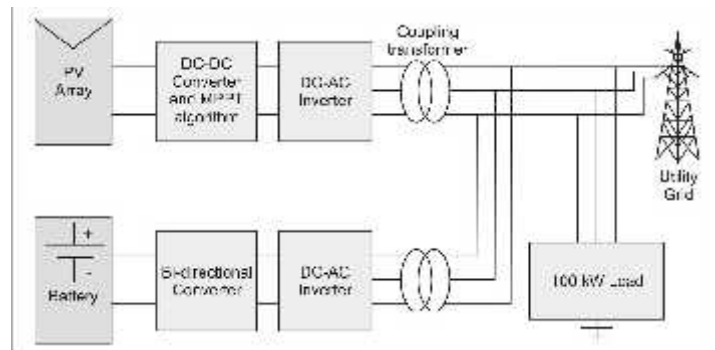 Coupling
transformer
PV
Array
DC-DC
Converter
and MPPT
algorithm
DC-AC
Inverter
Utility
Grid
+
-
Battery
Bi-directional
Converter
DC-AC
Inverter
100 kW Load